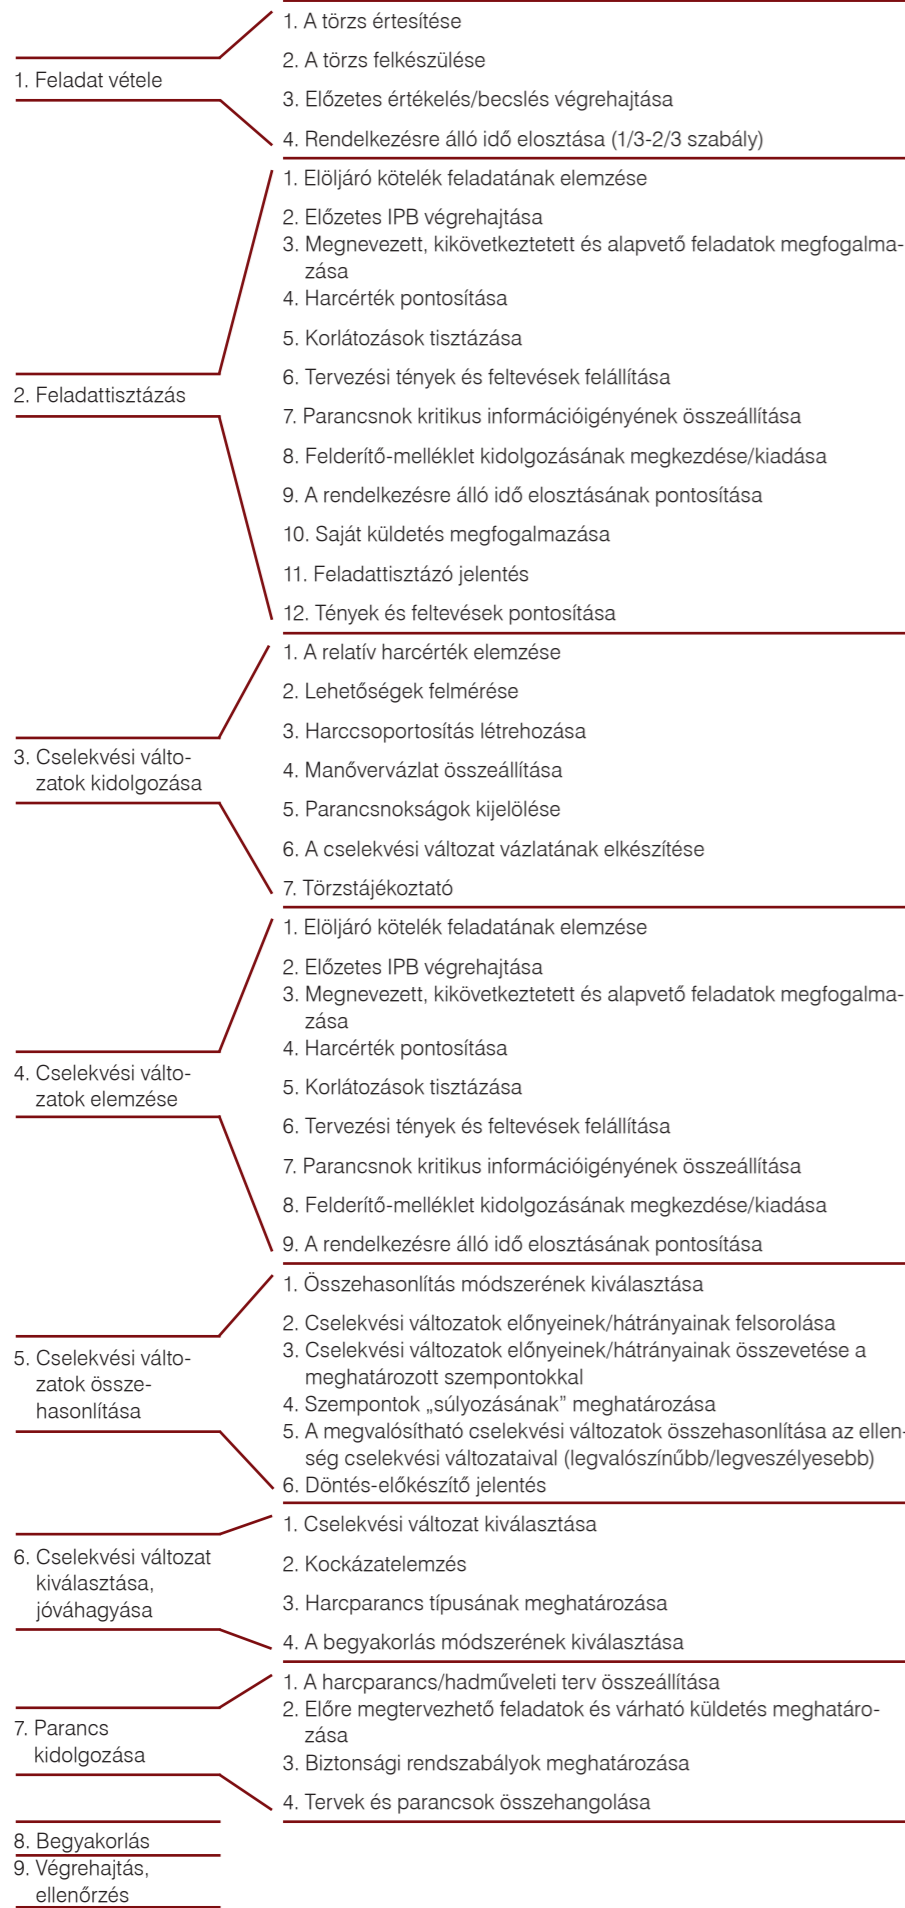 1. Feladat vétele
1. A törzs értesítése
2. A törzs felkészülése
3. Előzetes értékelés/becslés végrehajtása
4. Rendelkezésre álló idő elosztása (1/3-2/3 szabály)
2. Feladattisztázás
1. Elöljáró kötelék feladatának elemzése
2. Előzetes IPB végrehajtása
3. Megnevezett, kikövetkeztetett és alapvető feladatok megfogalma-
zása
4. Harcérték pontosítása
5. Korlátozások tisztázása
6. Tervezési tények és feltevések felállítása
7. Parancsnok kritikus információigényének összeállítása
8. Felderítő-melléklet kidolgozásának megkezdése/kiadása
9. A rendelkezésre álló idő elosztásának pontosítása
10. Saját küldetés megfogalmazása
11. Feladattisztázó jelentés
12. Tények és feltevések pontosítása
3. Cselekvési válto-
zatok kidolgozása
1. A relatív harcérték elemzése
2. Lehetőségek felmérése
3. Harccsoportosítás létrehozása
4. Manővervázlat összeállítása
5. Parancsnokságok kijelölése
6. A cselekvési változat vázlatának elkészítése
7. Törzstájékoztató
4. Cselekvési válto-
zatok elemzése
1. Elöljáró kötelék feladatának elemzése
2. Előzetes IPB végrehajtása
3. Megnevezett, kikövetkeztetett és alapvető feladatok megfogalma-
zása
4. Harcérték pontosítása
5. Korlátozások tisztázása
6. Tervezési tények és feltevések felállítása
7. Parancsnok kritikus információigényének összeállítása
8. Felderítő-melléklet kidolgozásának megkezdése/kiadása
9. A rendelkezésre álló idő elosztásának pontosítása
5. Cselekvési válto-
zatok össze-
hasonlítása
1. Összehasonlítás módszerének kiválasztása
2. Cselekvési változatok előnyeinek/hátrányainak felsorolása
3. Cselekvési változatok előnyeinek/hátrányainak összevetése a
meghatározott szempontokkal
4. Szempontok „súlyozásának” meghatározása
5. A megvalósítható cselekvési változatok összehasonlítása az ellen-
ség cselekvési változataival (legvalószínűbb/legveszélyesebb)
6. Döntés-előkészítő jelentés
6. Cselekvési változat
kiválasztása,
jóváhagyása
1. Cselekvési változat kiválasztása
2. Kockázatelemzés
3. Harcparancs típusának meghatározása
4. A begyakorlás módszerének kiválasztása
7. Parancs
kidolgozása
1. A harcparancs/hadműveleti terv összeállítása
2. Előre megtervezhető feladatok és várható küldetés meghatáro-
zása
3. Biztonsági rendszabályok meghatározása
4. Tervek és parancsok összehangolása
8. Begyakorlás
9. Végrehajtás,
ellenőrzés